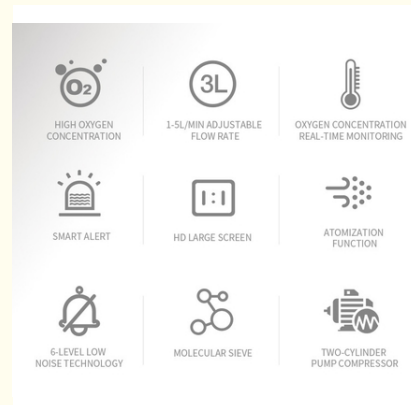 O2
3L
HIGH OXYGEN
CONCENTRATION
1-5L/MIN ADJUSTABLE
FLOW RATE
OXYGEN CONCENTRATION
REAL-TIME MONITORING
1:1
SMART ALERT
HD LARGE SCREEN
ATOMIZATION
FUNCTION
6-LEVEL LOW
NOISE TECHNOLOGY
MOLECULAR SIEVE
TWO-CYLINDER
PUMP COMPRESSOR